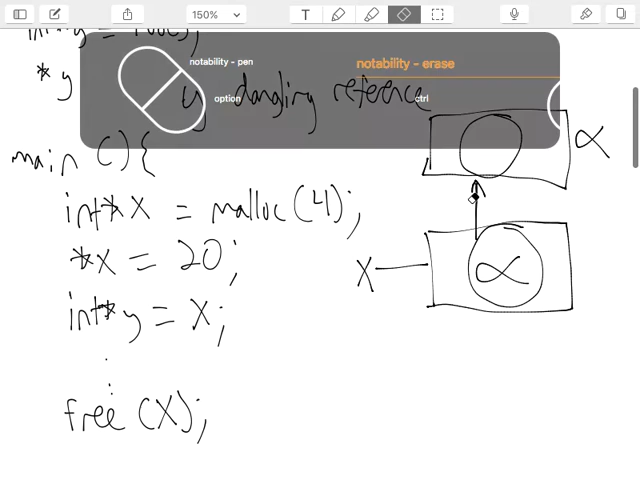 150%
T
*y
notability - pen
notability - erase
option
ctrl
dangling reference
α
main () {
int* x = malloc(4);
*x = 20;
x
α
int* y = x;
free(x);